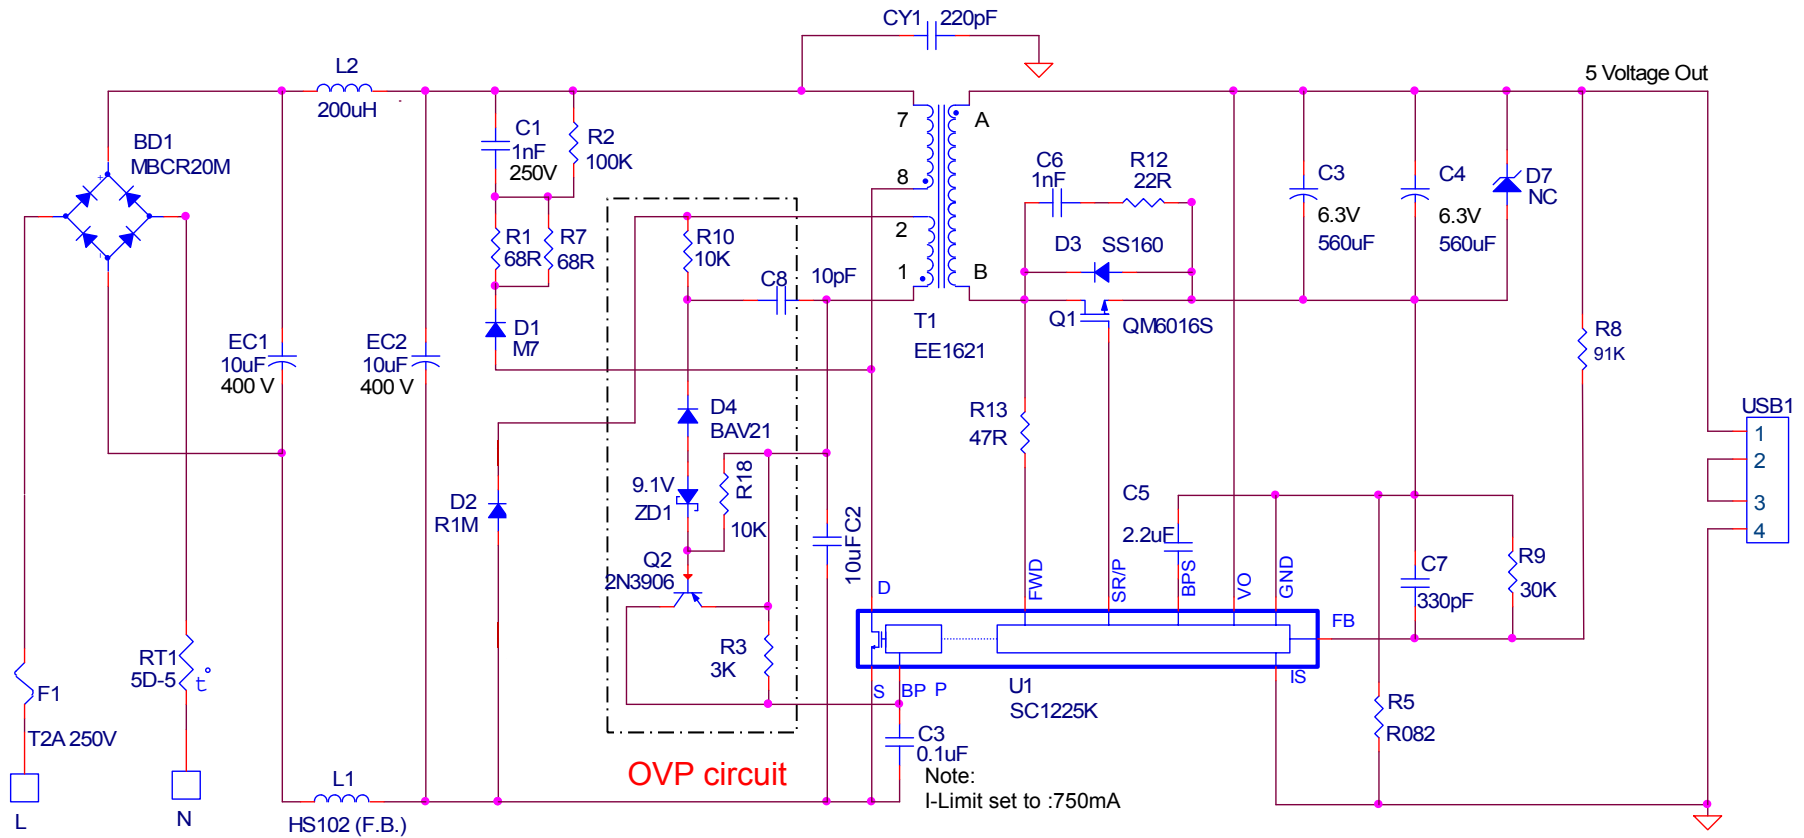 CY1 220pF
5 Voltage Out
L2
200uH
BD1
MBCR20M
C1
1nF
250V
R2
100K
7
A
8
2
1
B
C6
1nF
R12
22R
C3
6.3V
560uF
C4
6.3V
560uF
D7
NC
R1
68R
R7
68R
R10
10K
C8
10pF
D3
SS160
T1
EE1621
Q1
QM6016S
D1
M7
EC1
10uF
400 V
EC2
10uF
400 V
R8
91K
D4
BAV21
R13
47R
USB1
1
2
3
4
9.1V
ZD1
R18
10K
D2
R1M
10uF C2
C5
2.2uF
Q2
2N3906
D
FWD
SR/P
BPS
VO
GND
FB
C7
330pF
R9
30K
R3
3K
S
BP P
IS
U1
SC1225K
R5
R082
RT1
5D-5
t°
F1
T2A 250V
C3
0.1uF
OVP circuit
Note:
I-Limit set to :750mA
L1
HS102 (F.B.)
L
N